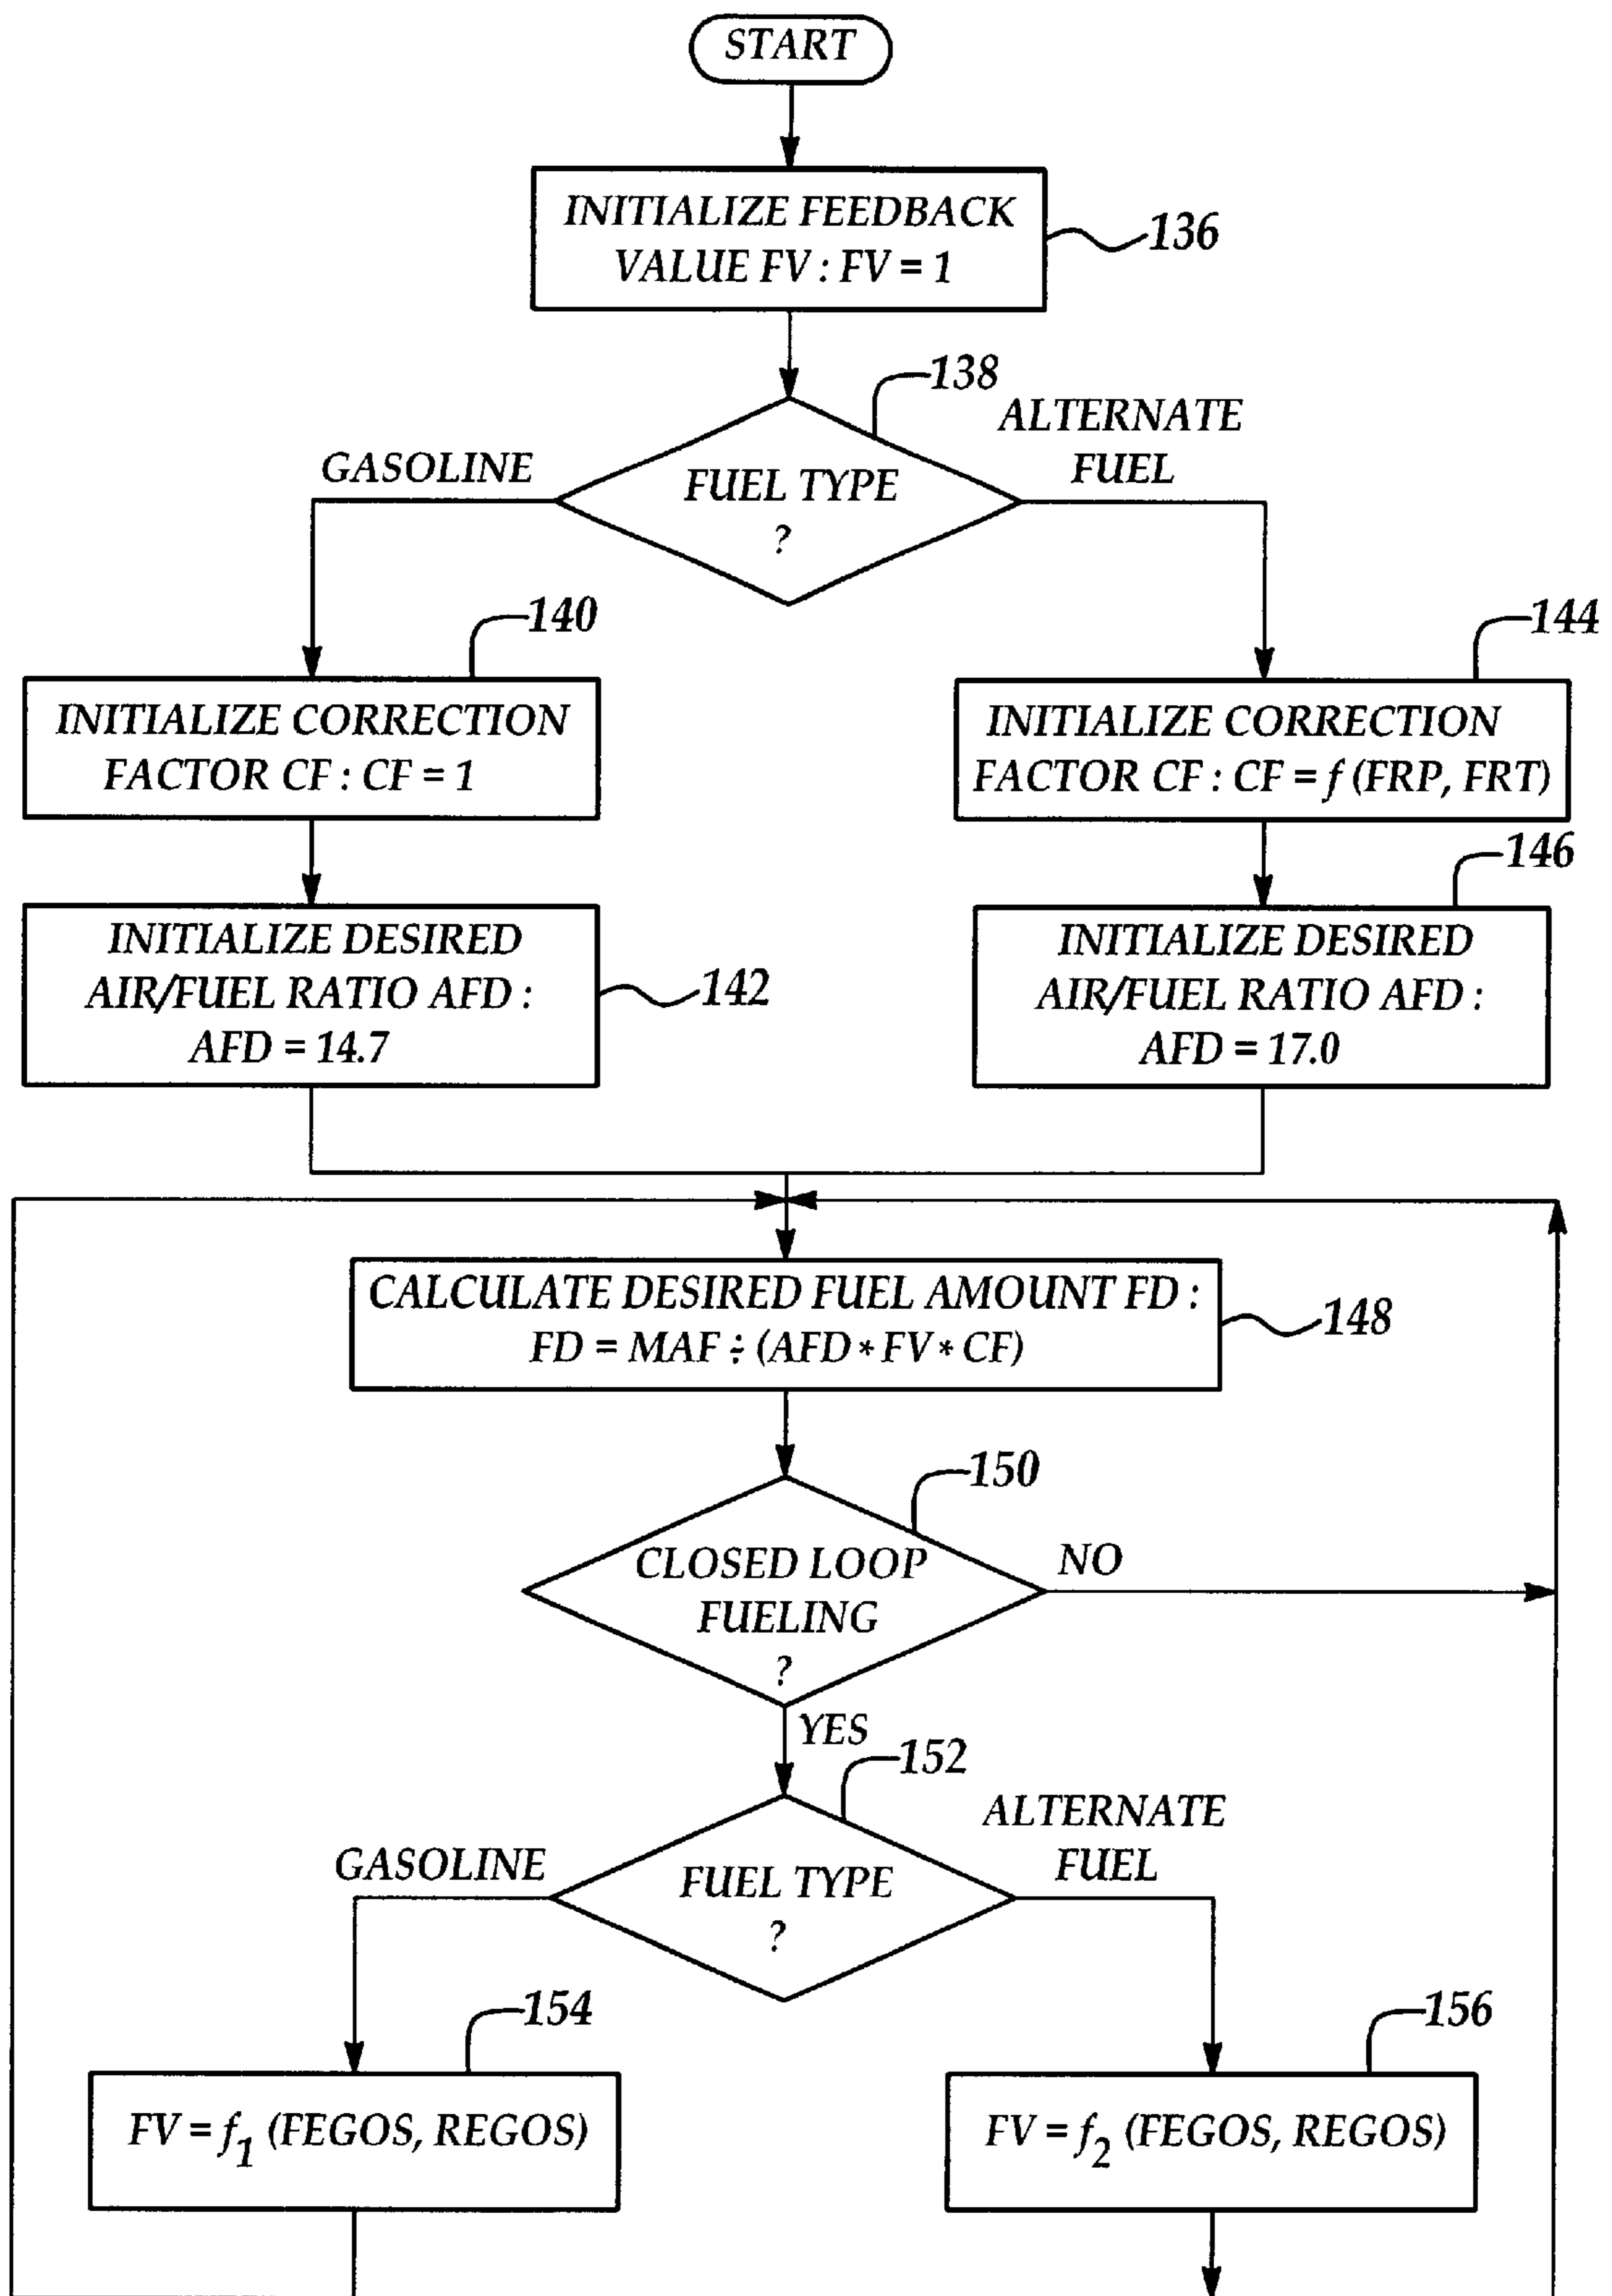 START
INITIALIZE FEEDBACK
VALUE FV : FV = 1
136
138
GASOLINE
ALTERNATE
FUEL
FUEL TYPE
?
140
144
INITIALIZE CORRECTION
FACTOR CF : CF = 1
INITIALIZE CORRECTION
FACTOR CF : CF = f (FRP, FRT)
146
INITIALIZE DESIRED
AIR/FUEL RATIO AFD :
AFD = 14.7
142
INITIALIZE DESIRED
AIR/FUEL RATIO AFD :
AFD = 17.0
CALCULATE DESIRED FUEL AMOUNT FD :
FD = MAF ÷ (AFD * FV * CF)
148
150
CLOSED LOOP
FUELING
?
NO
YES
152
GASOLINE
ALTERNATE
FUEL
FUEL TYPE
?
154
156
FV = f1 (FEGOS, REGOS)
FV = f2 (FEGOS, REGOS)